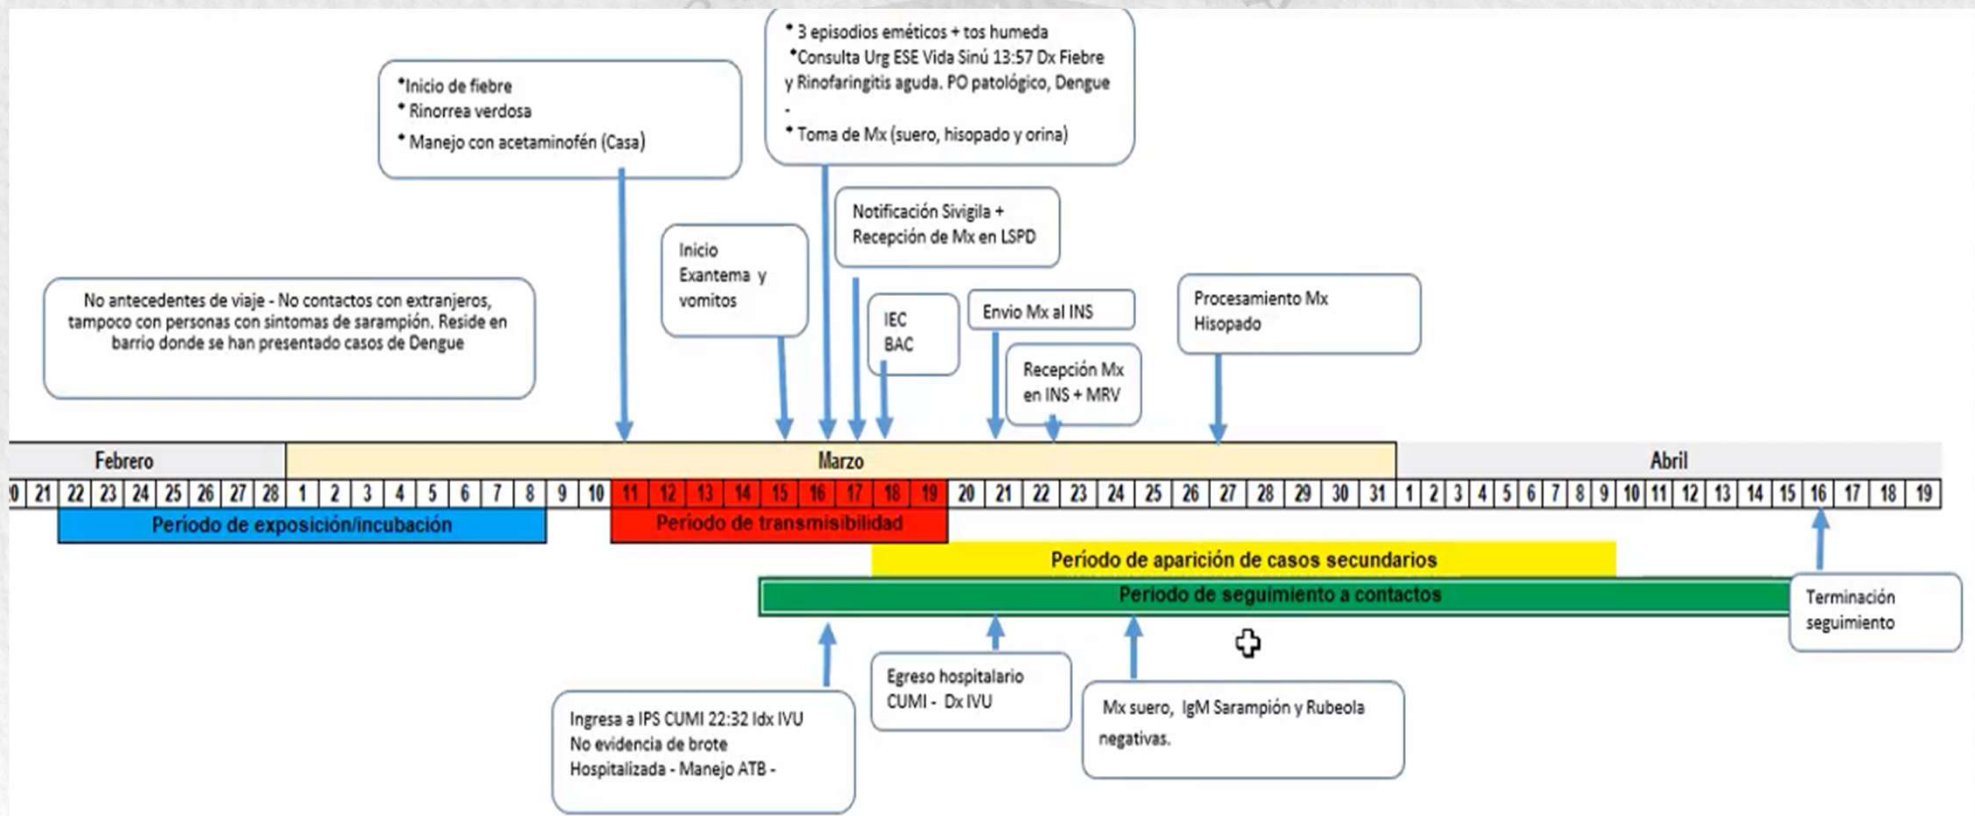 * 3 episodios eméticos + tos humeda
*Consulta Urg ESE Vida Sinú 13:57 Dx Fiebre
y Rinofaringitis aguda. PO patológico, Dengue
-
* Toma de Mx (suero, hisopado y orina)
*Inicio de fiebre
* Rinorrea verdosa
* Manejo con acetaminofén (Casa)
Notificación Sivigila +
Recepción de Mx en LSPD
Inicio
Exantema y
vomitos
No antecedentes de viaje - No contactos con extranjeros,
tampoco con personas con sintomas de sarampión. Reside en
barrio donde se han presentado casos de Dengue
IEC
BAC
Envio Mx al INS
Recepción Mx
en INS + MRV
Procesamiento Mx
Hisopado
Febrero Marzo Abril
21 22 23 24 25 26 27 28 1 2 3 4 5 6 7 8 9 10 11 12 13 14 15 16 17 18 19 20 21 22 23 24 25 26 27 28 29 30 31 1 2 3 4 5 6 7 8 9 10 11 12 13 14 15 16 17 18 19
Período de exposición/incubación
Período de transmisibilidad
Período de aparición de casos secundarios
Periodo de seguimiento a contactos
Terminación
seguimiento
Ingresa a IPS CUMI 22:32 Idx IVU
No evidencia de brote
Hospitalizada - Manejo ATB -
Egreso hospitalario
CUMI - Dx IVU
Mx suero, IgM Sarampión y Rubeola
negativas.